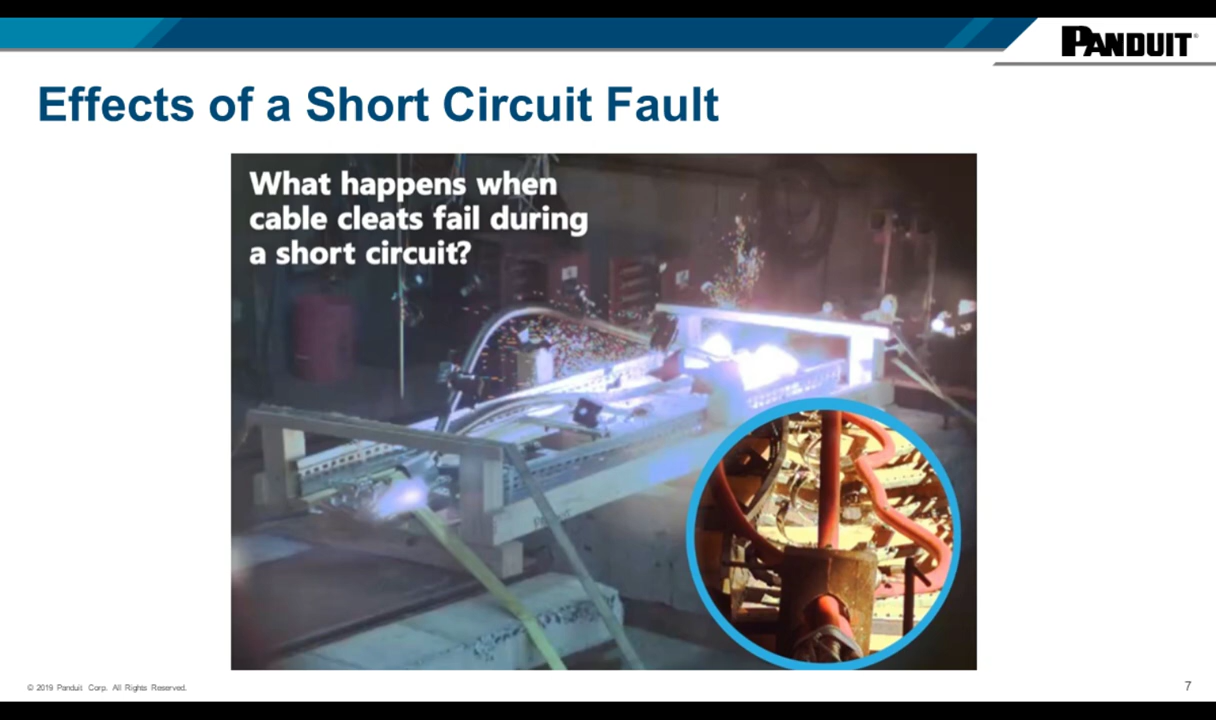 PANDUIT®
Effects of a Short Circuit Fault
What happens when
cable cleats fail during
a short circuit?
© 2019 Panduit Corp. All Rights Reserved.
7